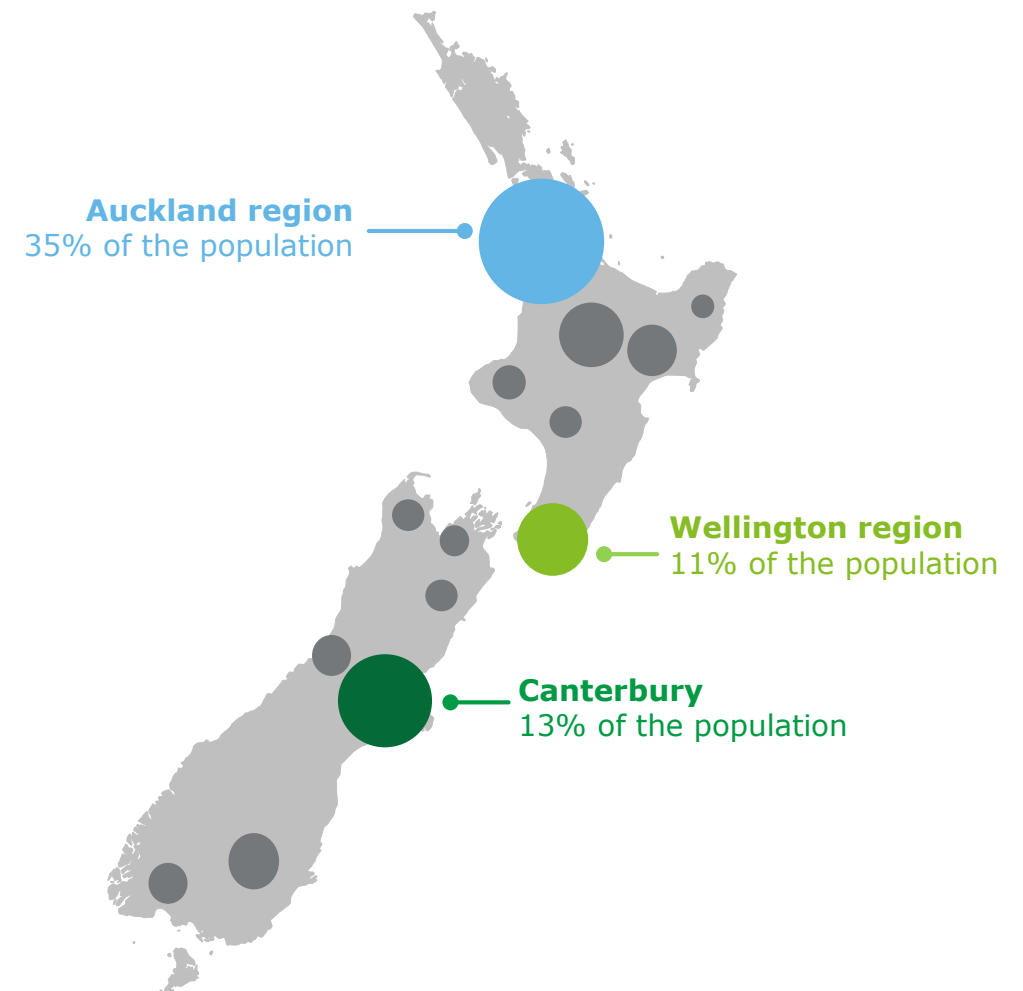 Auckland region
35% of the population
Wellington region
11% of the population
Canterbury
13% of the population